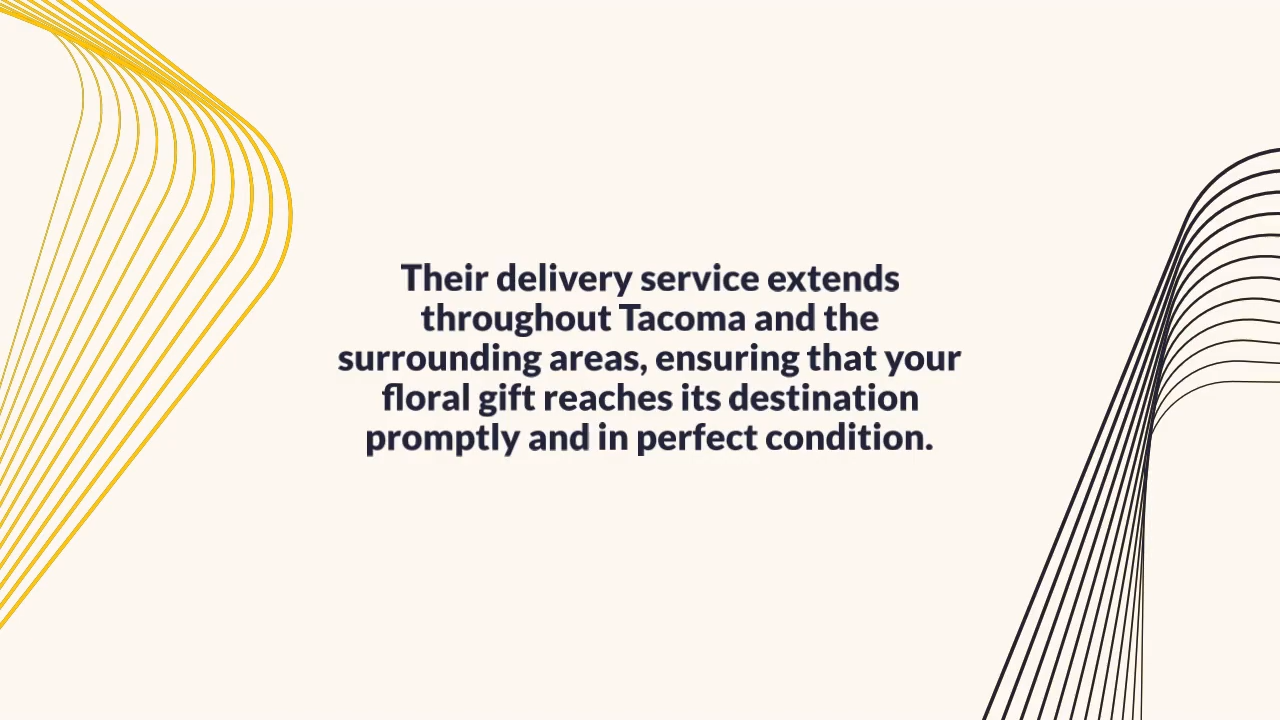 Their delivery service extends
throughout Tacoma and the
surrounding areas, ensuring that your
floral gift reaches its destination
promptly and in perfect condition.